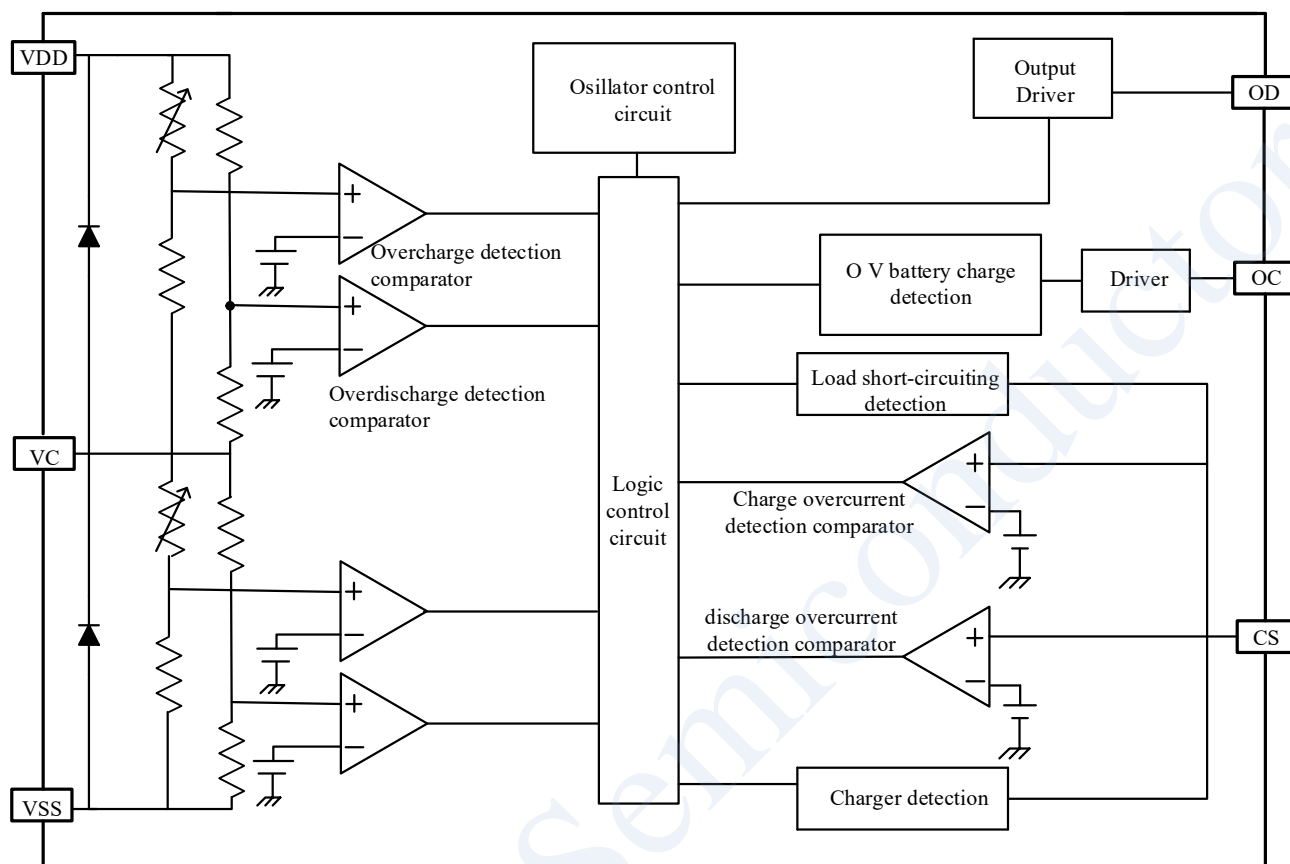 VDD
Osillator control
circuit
Output
Driver
OD
+
−
Overcharge detection
comparator
+
−
Overdischarge detection
comparator
O V battery charge
detection
Driver
OC
Load short-circuiting
detection
VC
Logic
control
circuit
+
−
Charge overcurrent
detection comparator
+
−
discharge overcurrent
detection comparator
+
−
CS
+
−
Charger detection
VSS
Semiconductor